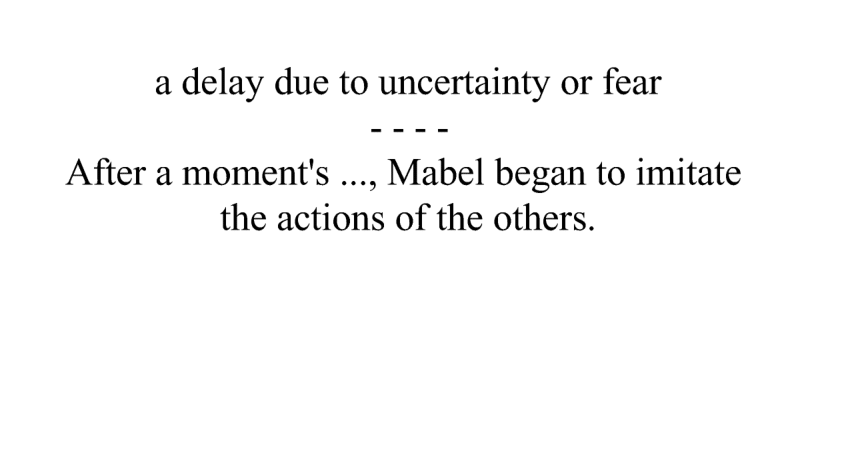 a delay due to uncertainty or fear
- - - -
After a moment's ..., Mabel began to imitate
the actions of the others.